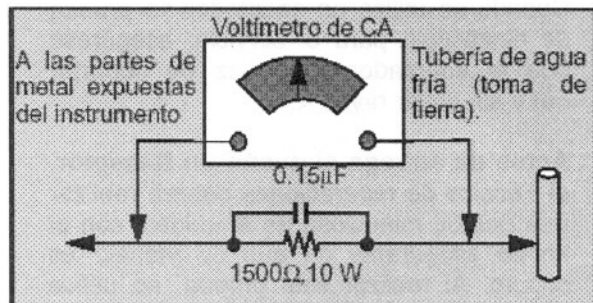 Voltímetro de CA
A las partes de
metal expuestas
del instrumento
Tubería de agua
fría (toma de
tierra).
0.15µF
1500Ω,10 W